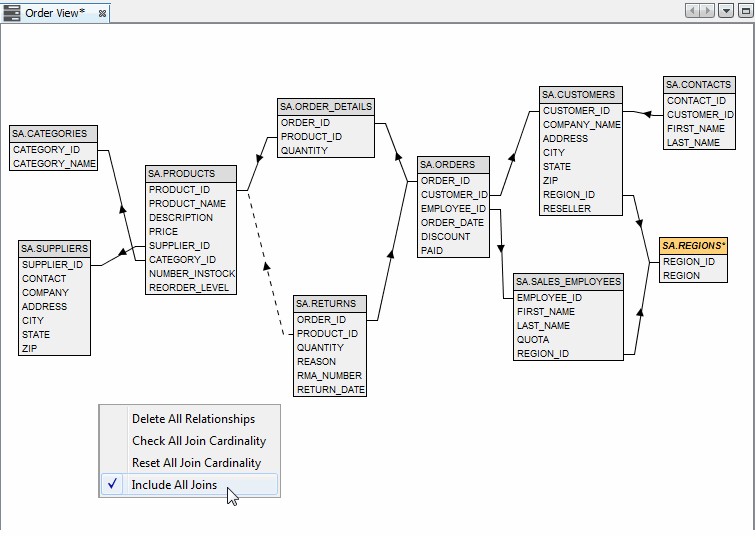 Order View*
SA.CATEGORIES
CATEGORY_ID
CATEGORY_NAME
SA.SUPPLIERS
SUPPLIER_ID
CONTACT
COMPANY
ADDRESS
CITY
STATE
ZIP
SA.PRODUCTS
PRODUCT_ID
PRODUCT_NAME
DESCRIPTION
PRICE
SUPPLIER_ID
CATEGORY_ID
NUMBER_INSTOCK
REORDER_LEVEL
SA.ORDER_DETAILS
ORDER_ID
PRODUCT_ID
QUANTITY
SA.RETURNS
ORDER_ID
PRODUCT_ID
QUANTITY
REASON
RMA_NUMBER
RETURN_DATE
SA.ORDERS
ORDER_ID
CUSTOMER_ID
EMPLOYEE_ID
ORDER_DATE
DISCOUNT
PAID
SA.CUSTOMERS
CUSTOMER_ID
COMPANY_NAME
ADDRESS
CITY
STATE
ZIP
REGION_ID
RESELLER
SA.SALES_EMPLOYEES
EMPLOYEE_ID
FIRST_NAME
LAST_NAME
QUOTA
REGION_ID
SA.CONTACTS
CONTACT_ID
CUSTOMER_ID
FIRST_NAME
LAST_NAME
SA.REGIONS*
REGION_ID
REGION
Delete All Relationships
Check All Join Cardinality
Reset All Join Cardinality
Include All Joins